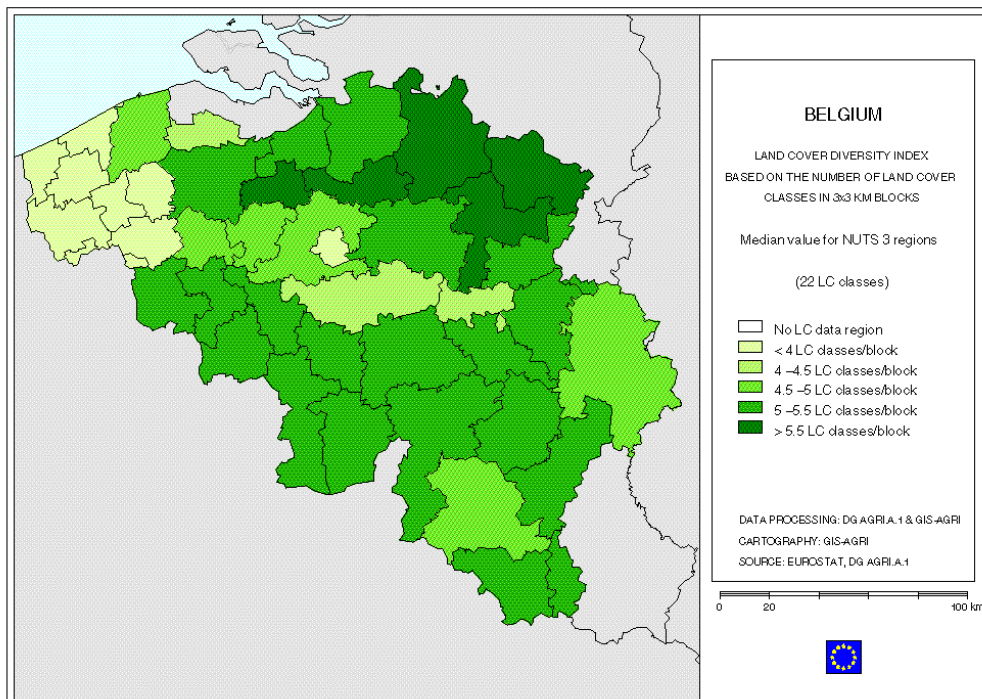 BELGIUM
LAND COVER DIVERSITY INDEX
BASED ON THE NUMBER OF LAND COVER
CLASSES IN 3x3 KM BLOCKS
Median value for NUTS 3 regions
(22 LC classes)
No LC data region
< 4 LC classes/block
4 –4.5 LC classes/block
4.5 –5 LC classes/block
5 –5.5 LC classes/block
> 5.5 LC classes/block
DATA PROCESSING: DG AGRI.A.1 & GIS-AGRI
CARTOGRAPHY: GIS-AGRI
SOURCE: EUROSTAT, DG AGRI.A.1
0 20 100 km